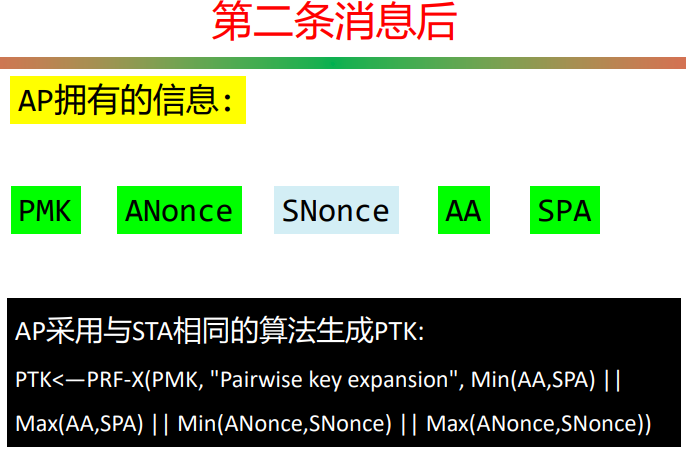 第二条消息后
AP拥有的信息:
PMK ANonce SNonce AA SPA
AP采用与STA相同的算法生成PTK:
PTK<—PRF-X(PMK, "Pairwise key expansion", Min(AA,SPA) ||
Max(AA,SPA) || Min(ANonce,SNonce) || Max(ANonce,SNonce))